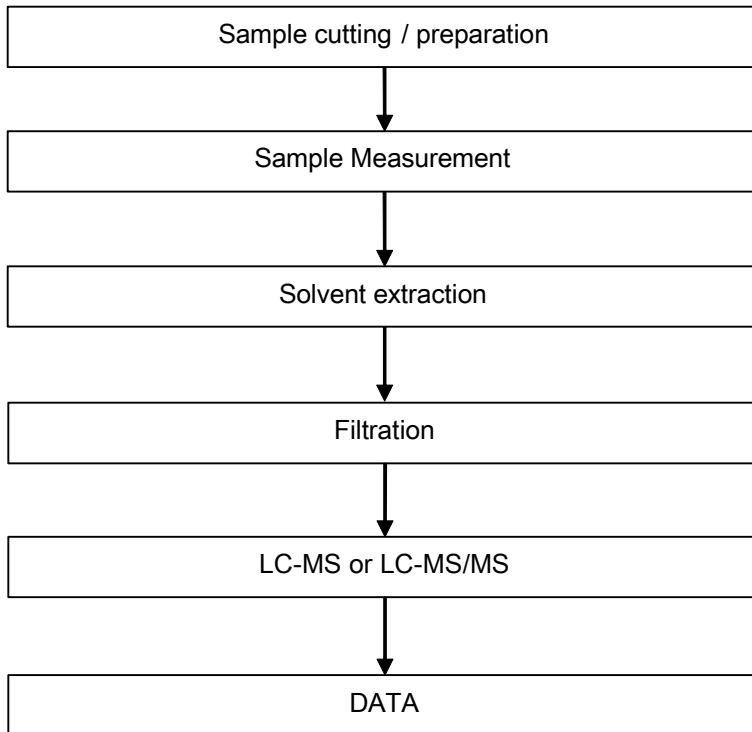 Sample cutting / preparation
Sample Measurement
Solvent extraction
Filtration
LC-MS or LC-MS/MS
DATA